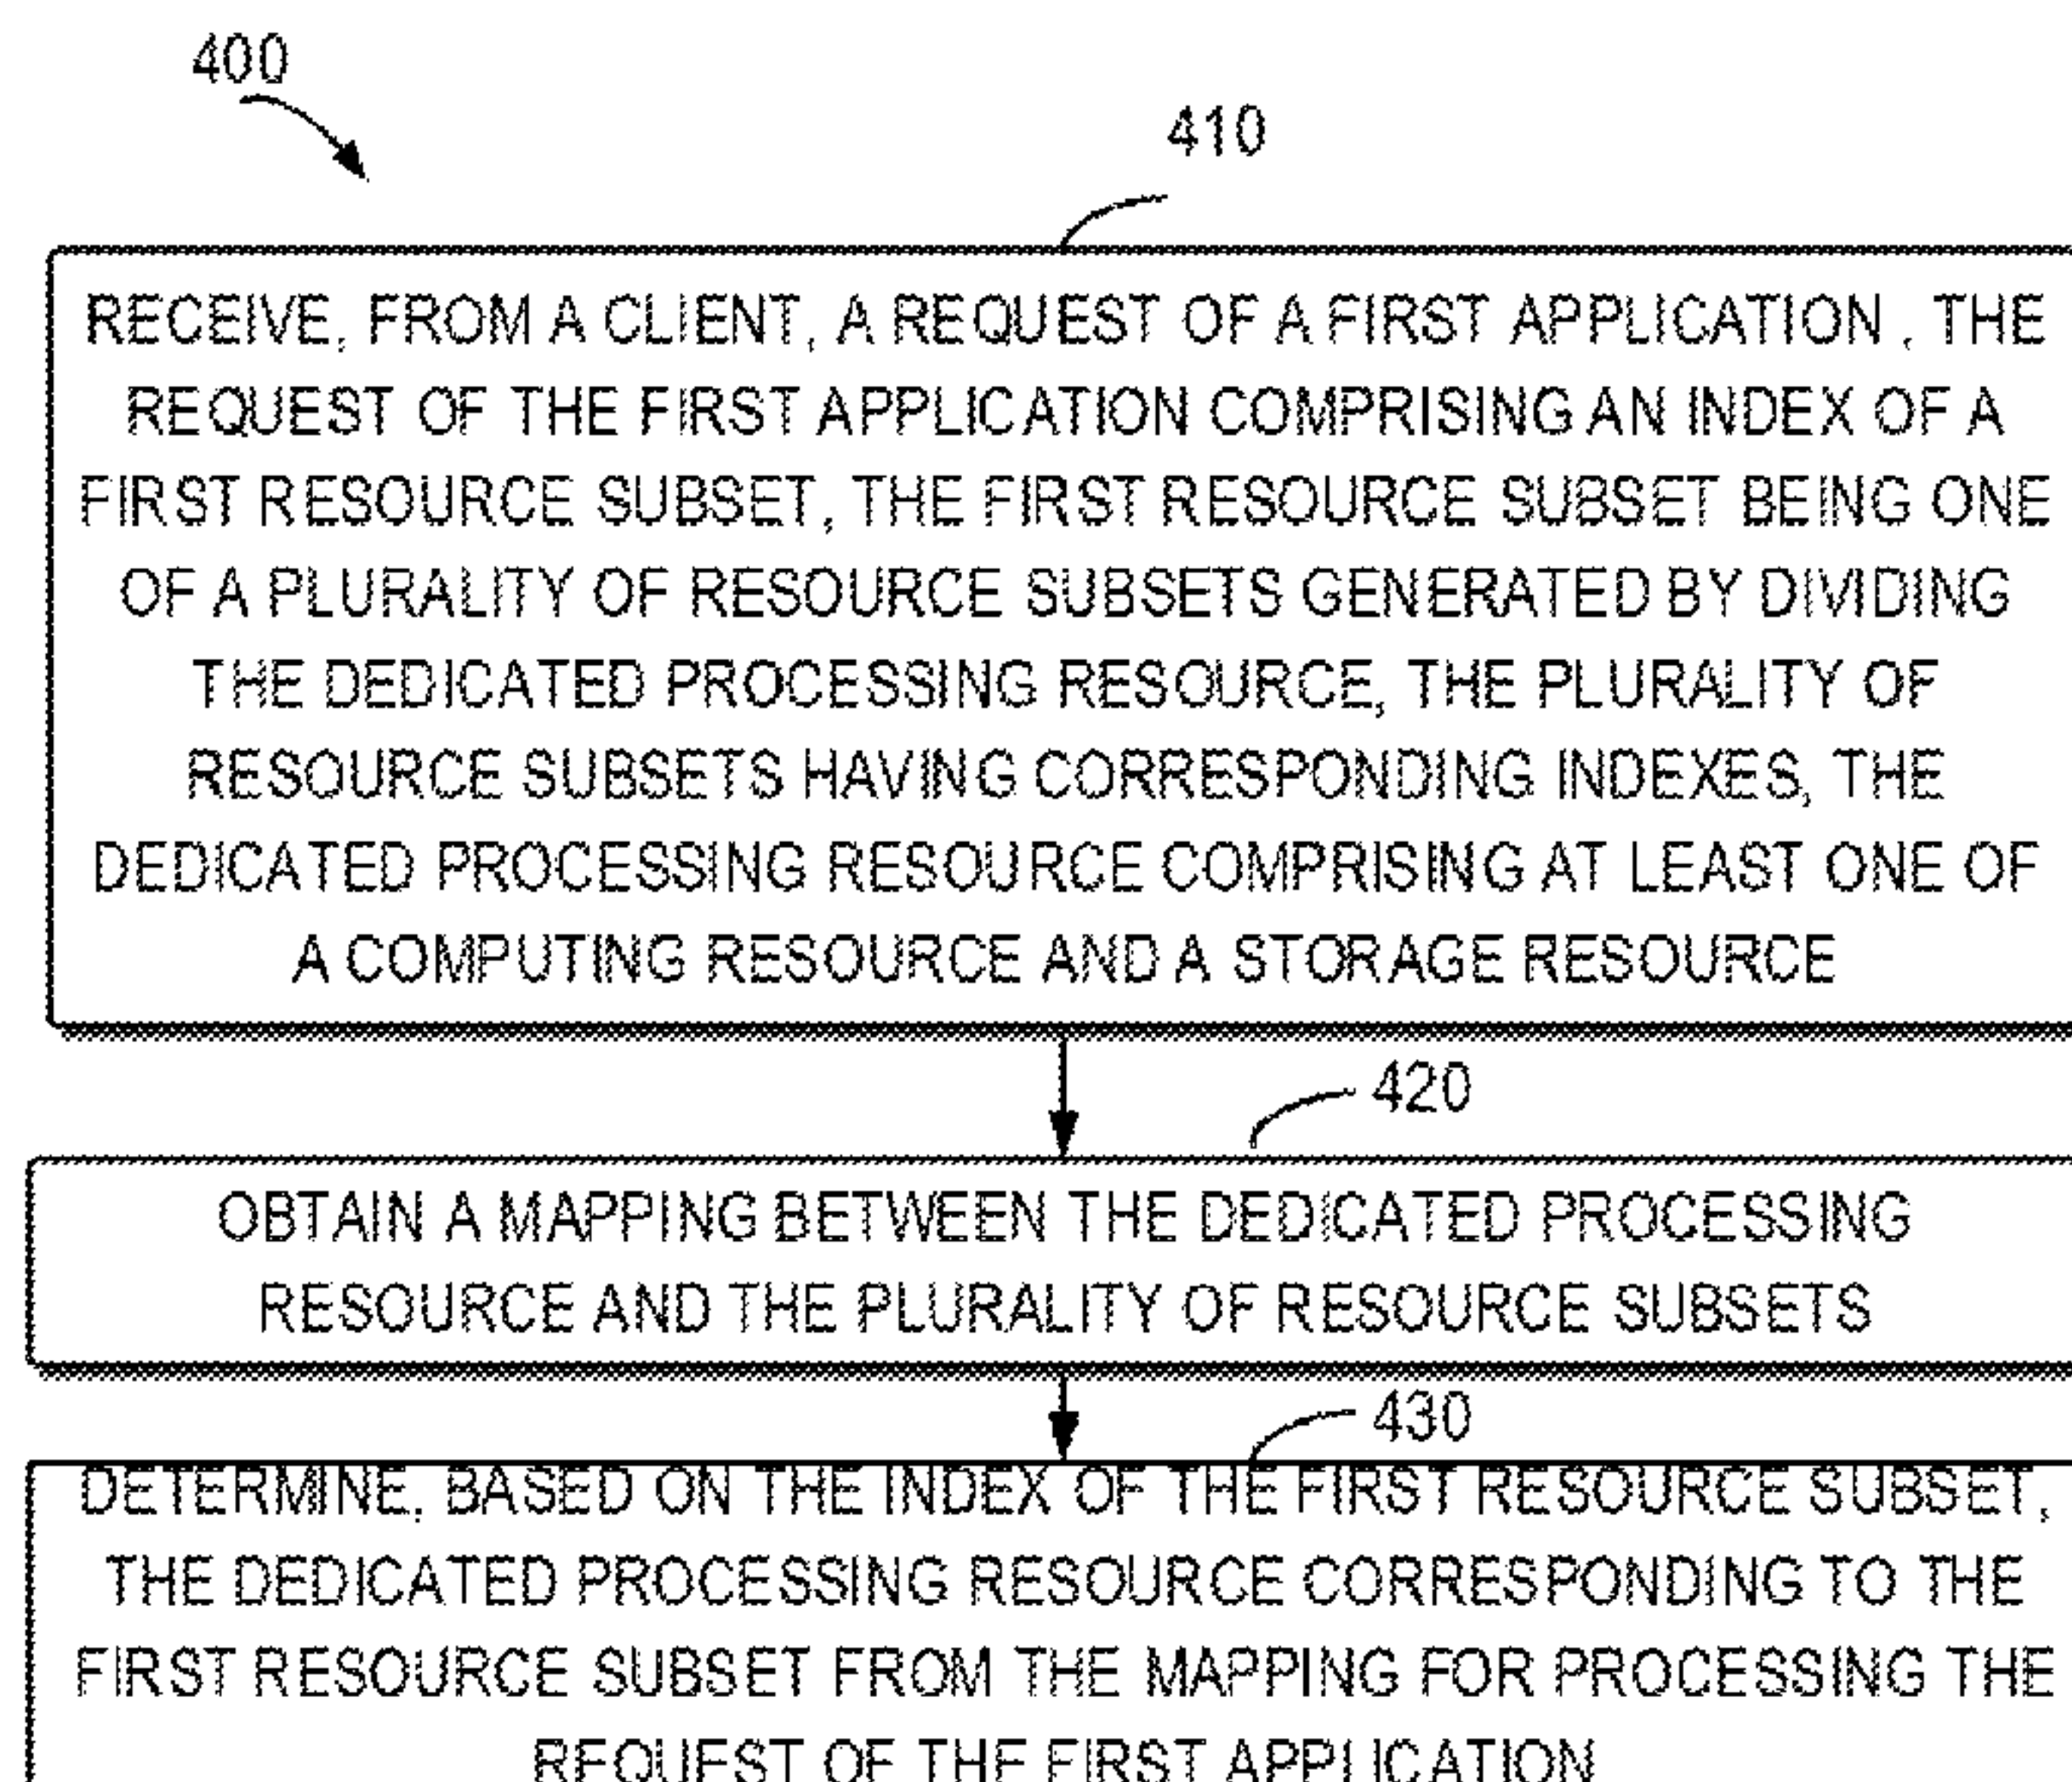 400
410
RECEIVE, FROM A CLIENT, A REQUEST OF A FIRST APPLICATION, THE
REQUEST OF THE FIRST APPLICATION COMPRISING AN INDEX OF A
FIRST RESOURCE SUBSET, THE FIRST RESOURCE SUBSET BEING ONE
OF A PLURALITY OF RESOURCE SUBSETS GENERATED BY DIVIDING
THE DEDICATED PROCESSING RESOURCE, THE PLURALITY OF
RESOURCE SUBSETS HAVING CORRESPONDING INDEXES, THE
DEDICATED PROCESSING RESOURCE COMPRISING AT LEAST ONE OF
A COMPUTING RESOURCE AND A STORAGE RESOURCE
420
OBTAIN A MAPPING BETWEEN THE DEDICATED PROCESSING
RESOURCE AND THE PLURALITY OF RESOURCE SUBSETS
430
DETERMINE, BASED ON THE INDEX OF THE FIRST RESOURCE SUBSET,
THE DEDICATED PROCESSING RESOURCE CORRESPONDING TO THE
FIRST RESOURCE SUBSET FROM THE MAPPING FOR PROCESSING THE
REQUEST OF THE FIRST APPLICATION